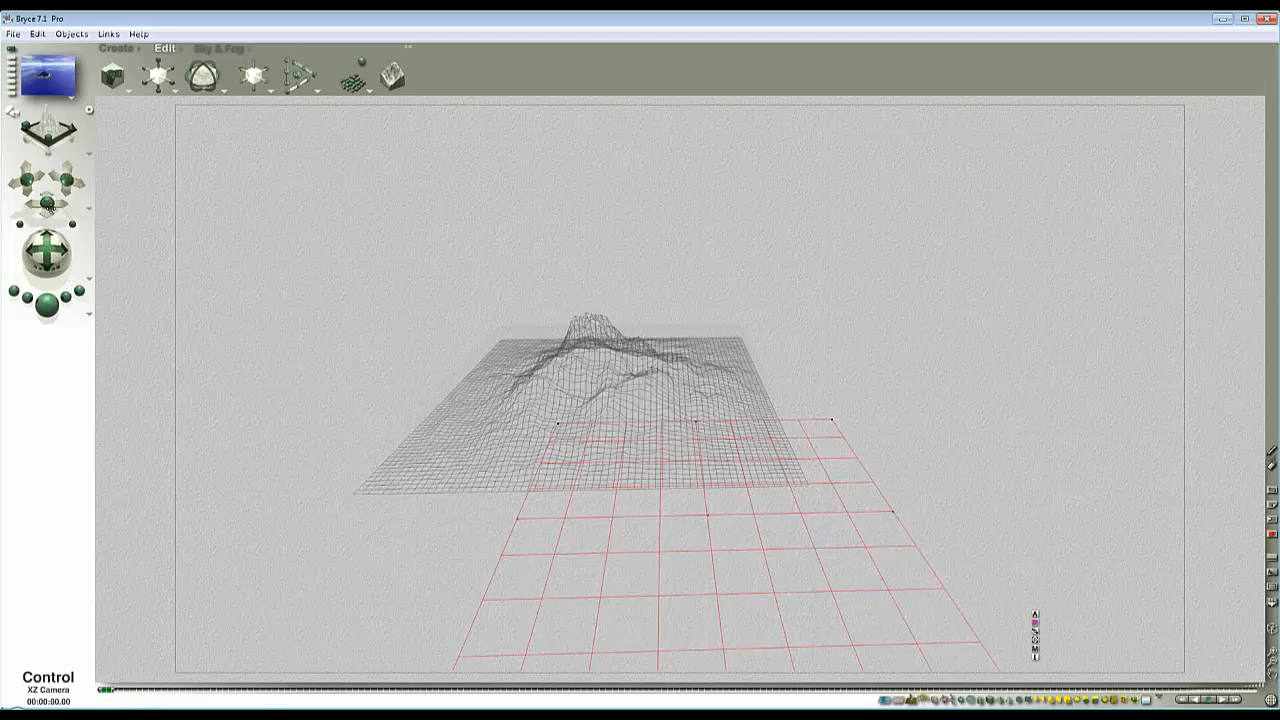 Bryce 7.1 Pro
File Edit Objects Links Help
Create Edit Sky & Fog
A
M
Control
XZ Camera
00:00:00.00